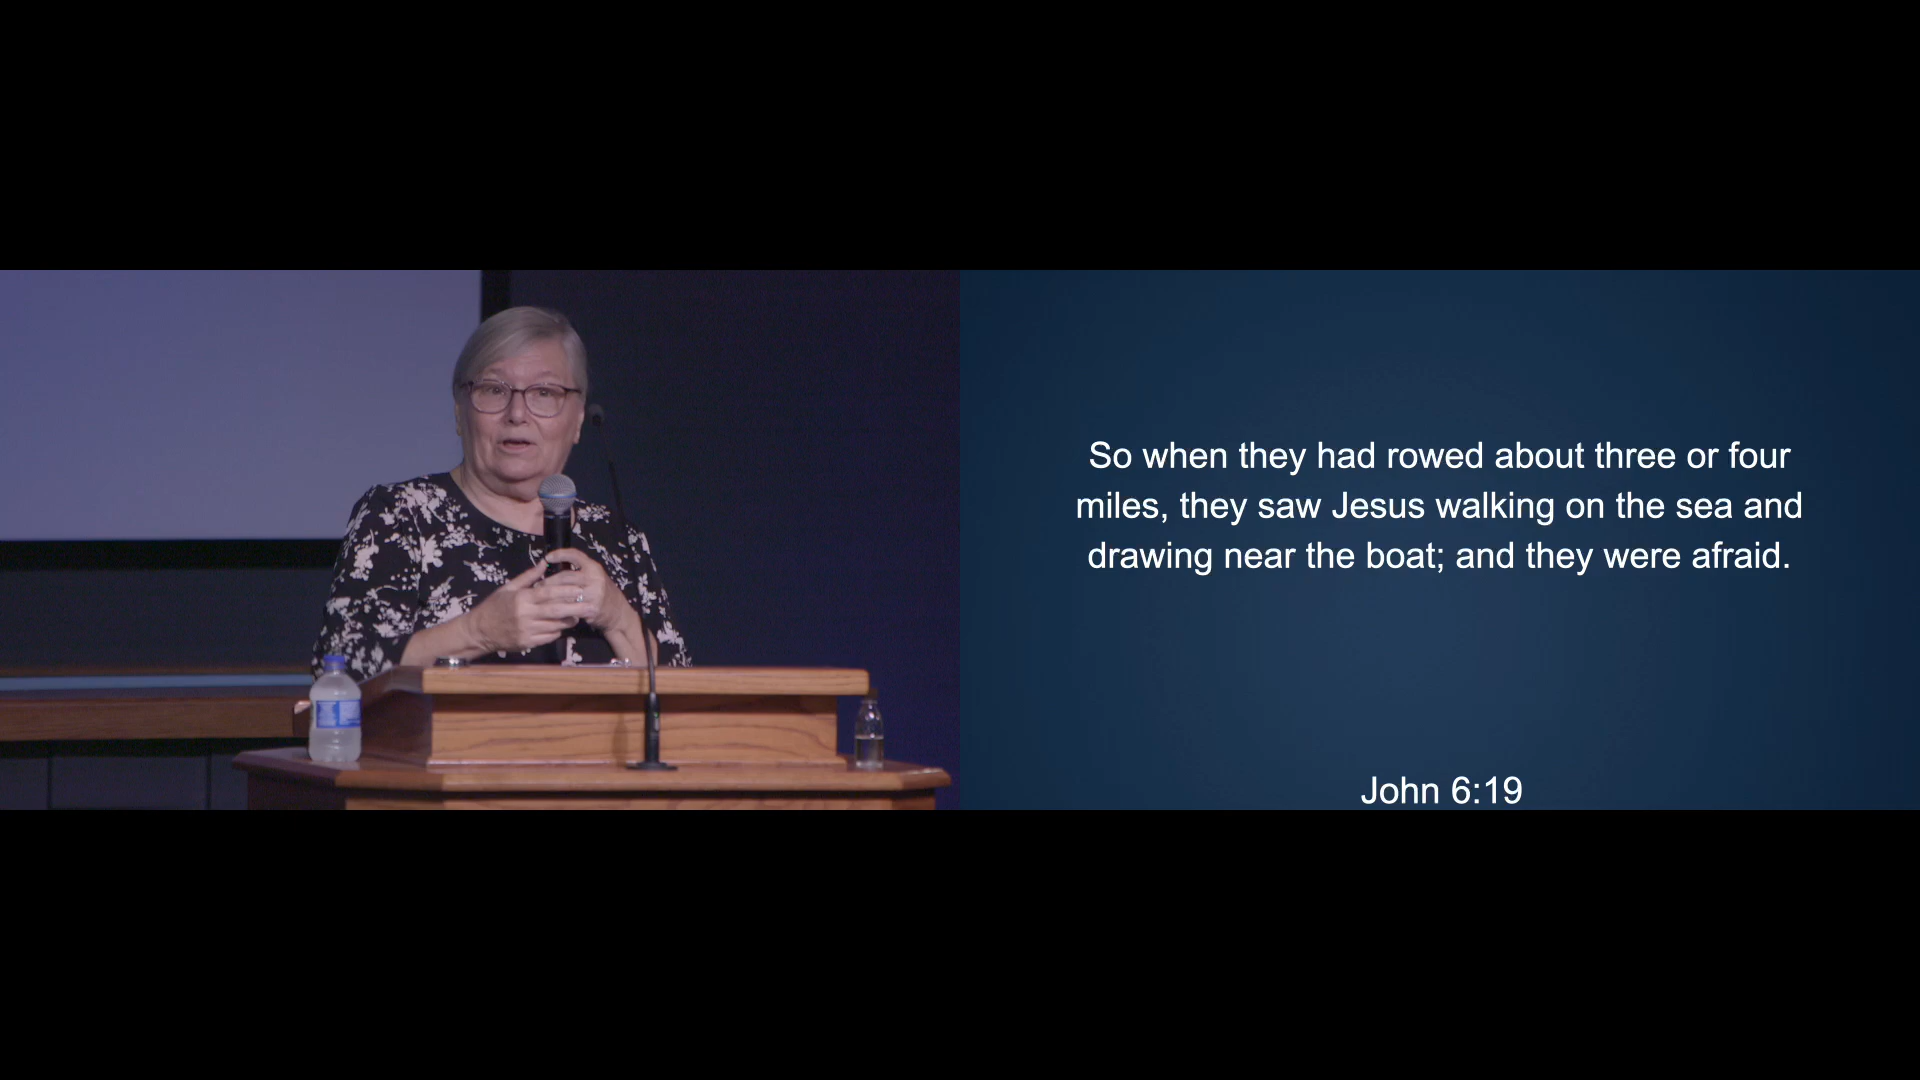 So when they had rowed about three or four
miles, they saw Jesus walking on the sea and
drawing near the boat; and they were afraid.
John 6:19